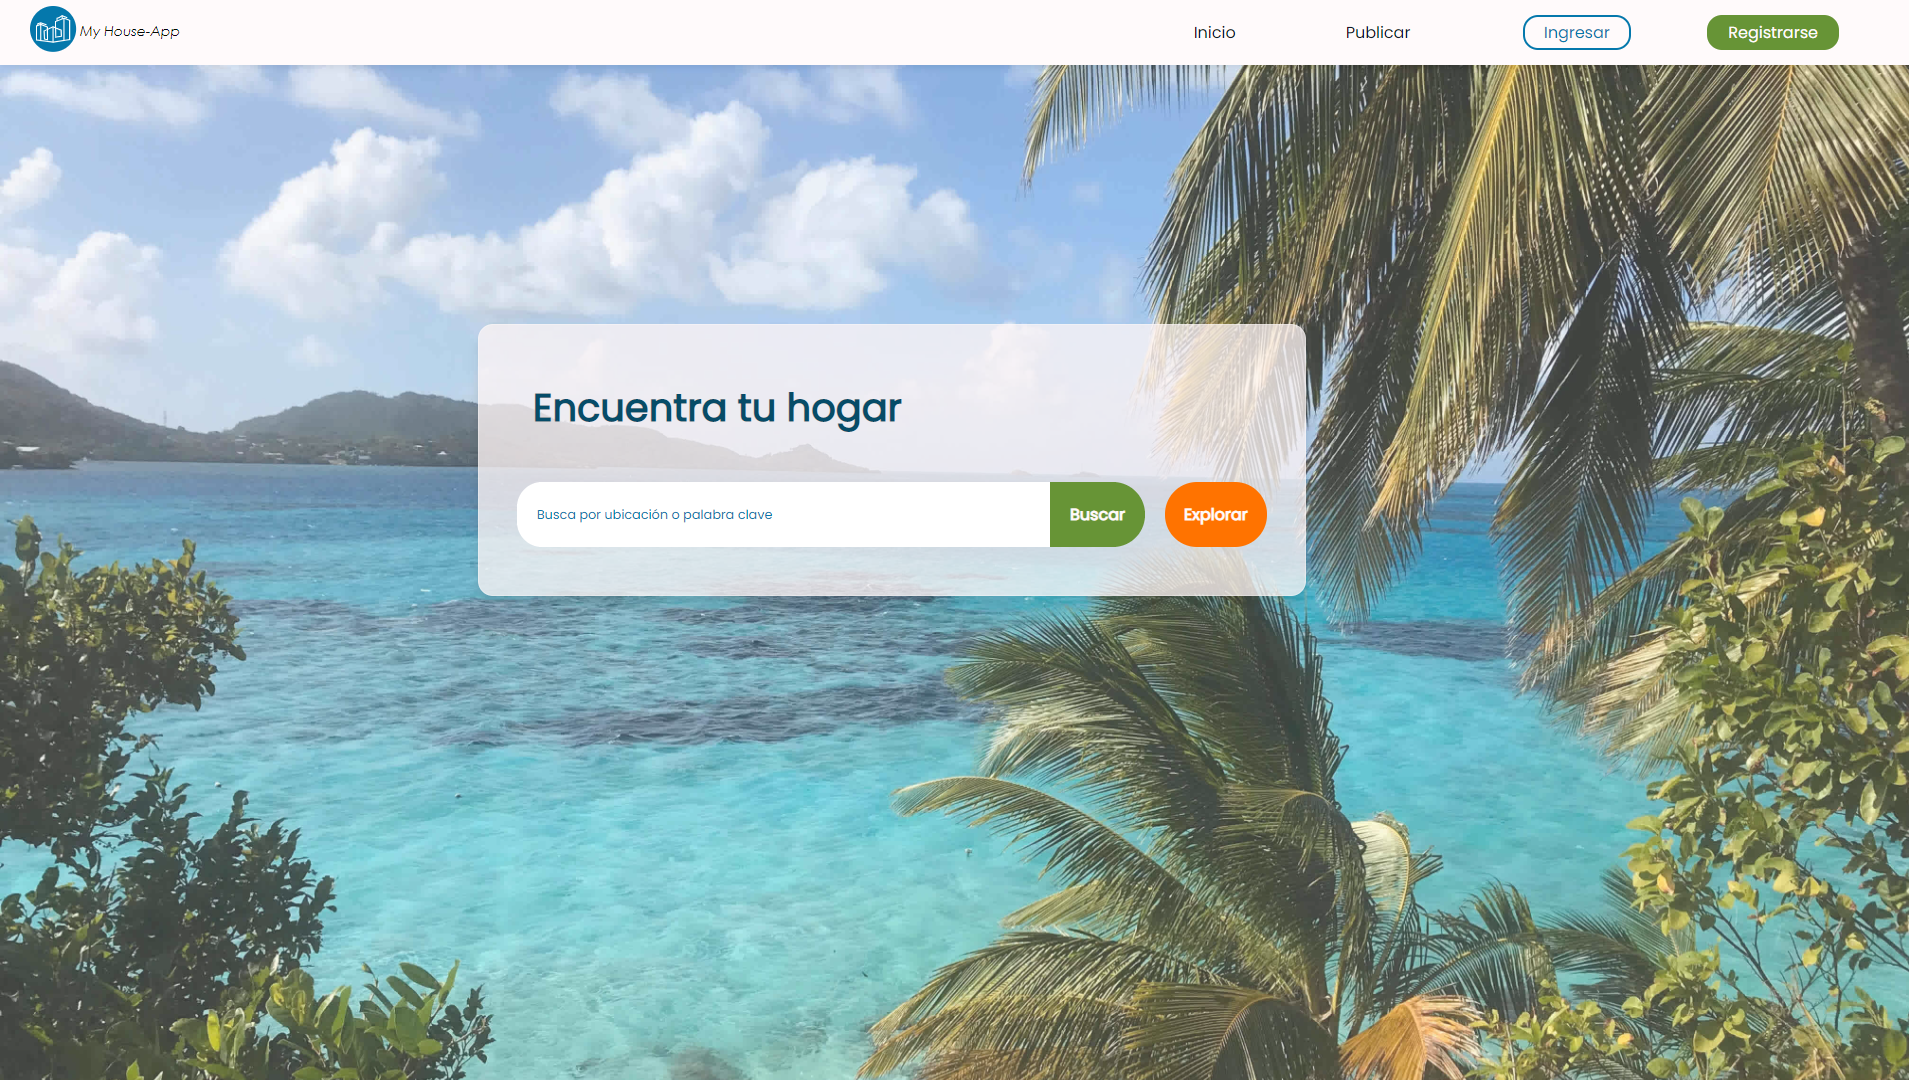 My House-App
Inicio
Publicar
Ingresar
Registrarse
Encuentra tu hogar
Busca por ubicación o palabra clave
Buscar
Explorar